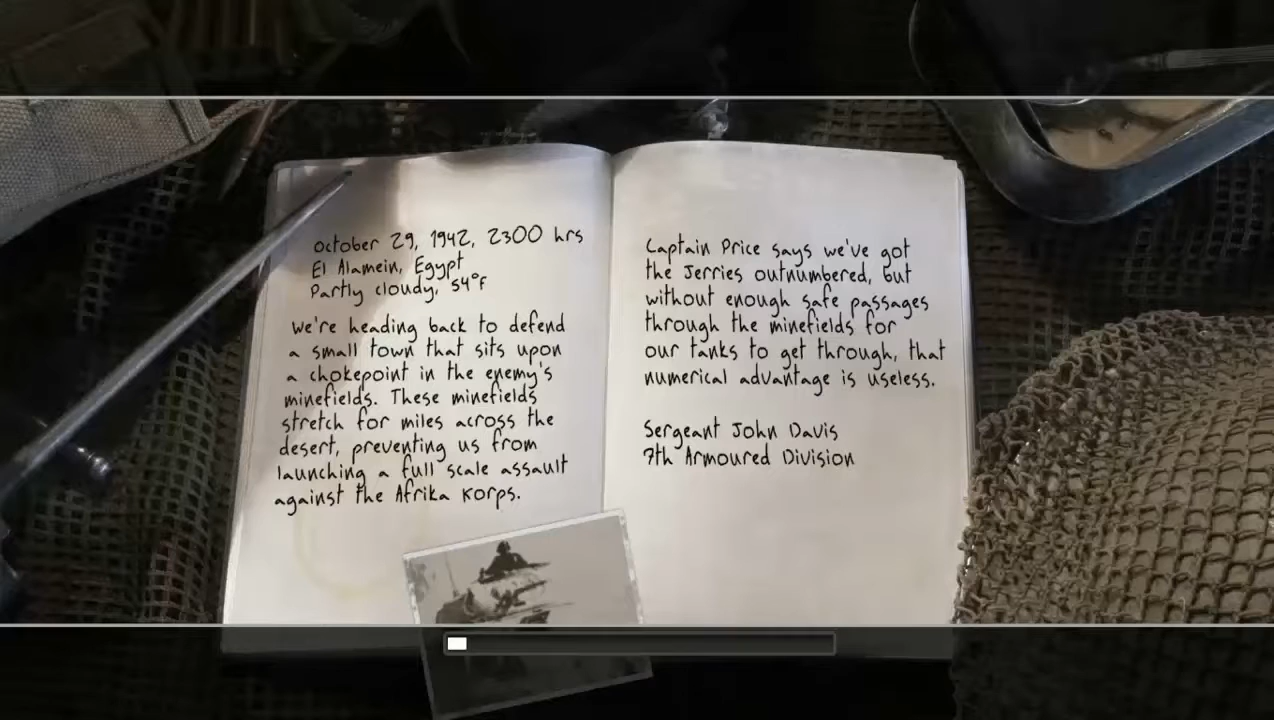 October 29, 1942, 2300 hrs
El Alamein, Egypt
Partly cloudy, 54°F
We're heading back to defend
a small town that sits upon
a chokepoint in the enemy's
minefields. These minefields
stretch for miles across the
desert, preventing us from
launching a full scale assault
against the Afrika Korps.
Captain Price says we've got
the Jerries outnumbered, but
without enough safe passages
through the minefields for
our tanks to get through, that
numerical advantage is useless.
Sergeant John Davis
7th Armoured Division